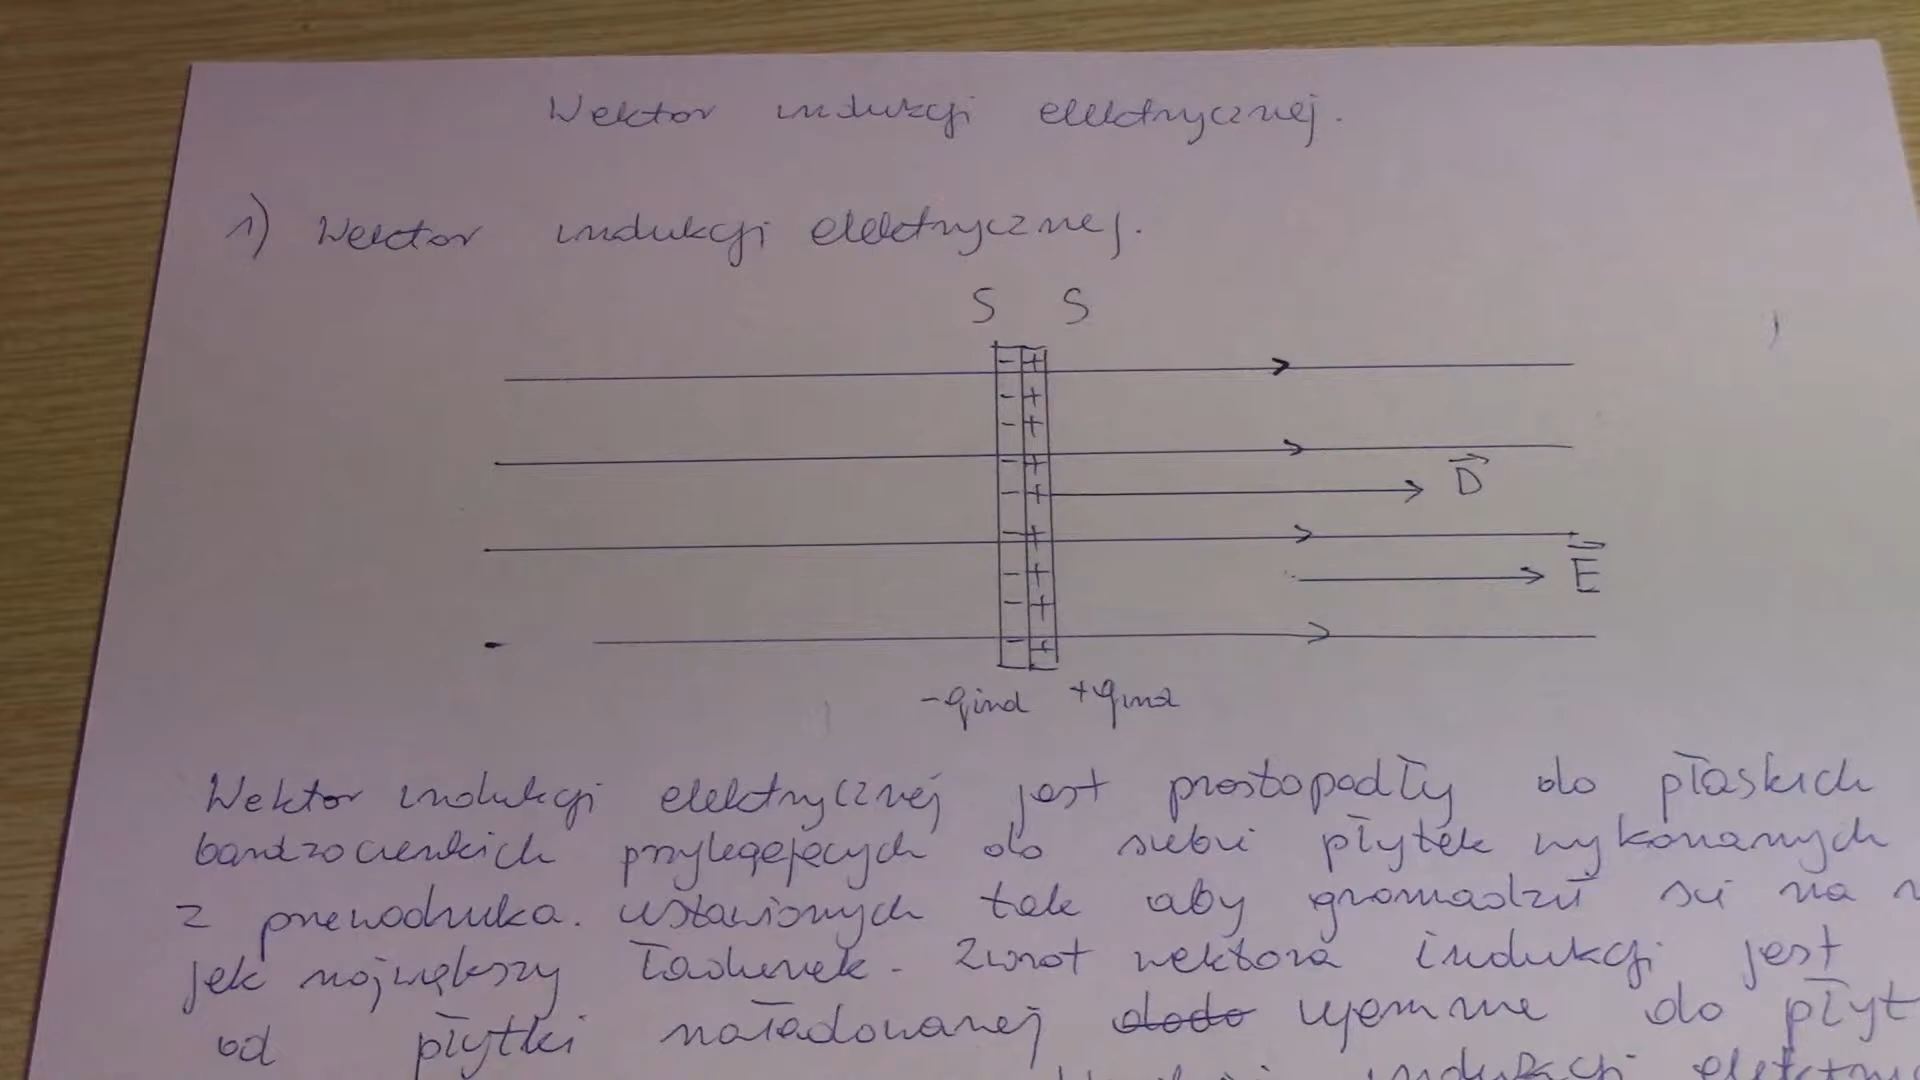 Wektor indukcji elektrycznej.
1) Wektor indukcji elektrycznej.
S S
- +
- +
- +
- +
- + D
- +
- + E
- +
- +
-qind +qind
Wektor indukcji elektrycznej jest prostopadły do płaskich
bardzo cienkich przylegających do siebie płytek wykonanych
z przewodnika. ustawionych tak aby gromadził się na
jak największy ładunek. Zwrot wektora indukcji jest
od płytki naładowanej ujemnie do płyt
indukcji